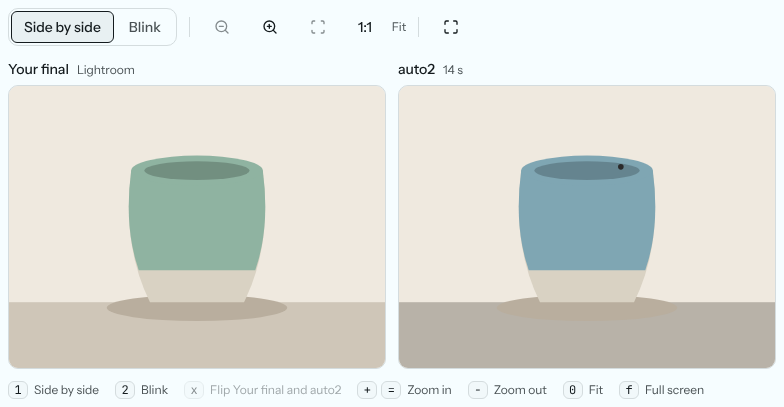 Side by side Blink 1:1 Fit
Your final Lightroom
auto2 14 s
1 Side by side 2 Blink x Flip Your final and auto2 + = Zoom in - Zoom out 0 Fit f Full screen